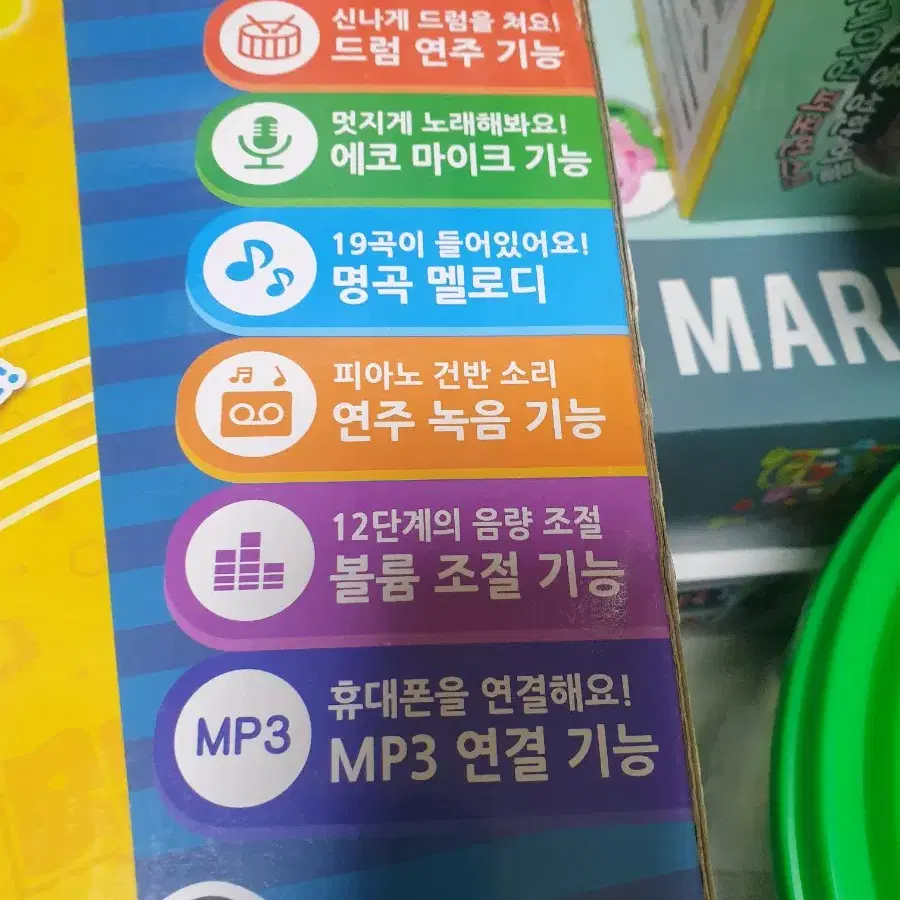 신나게 드럼을 쳐요!
드럼 연주 기능
멋지게 노래해봐요!
에코 마이크 기능
19곡이 들어있어요!
명곡 멜로디
피아노 건반 소리
연주 녹음 기능
12단계의 음량 조절
볼륨 조절 기능
MP3
휴대폰을 연결해요!
MP3 연결 기능
MAR